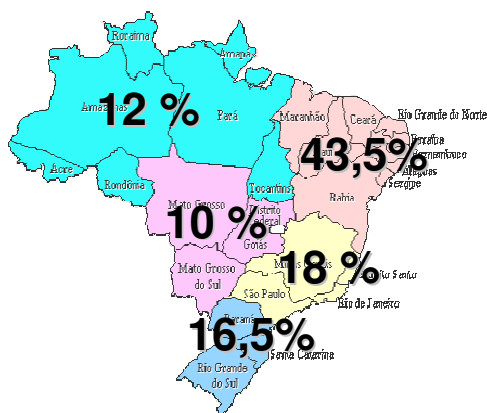 Roraima
Amapá
Amazonas
12 %
Pará
Maranhão
Ceará
Rio Grande do Norte
Paraíba
Pernambuco
43,5%
Alagoas
Sergipe
Acre
Rondônia
Tocantins
Bahia
Mato Grosso
10 %
Distrito
Federal
Goiás
Minas Gerais
18 %
Espírito Santo
Mato Grosso
do Sul
São Paulo
Rio de Janeiro
Paraná
16,5%
Santa Catarina
Rio Grande
do Sul